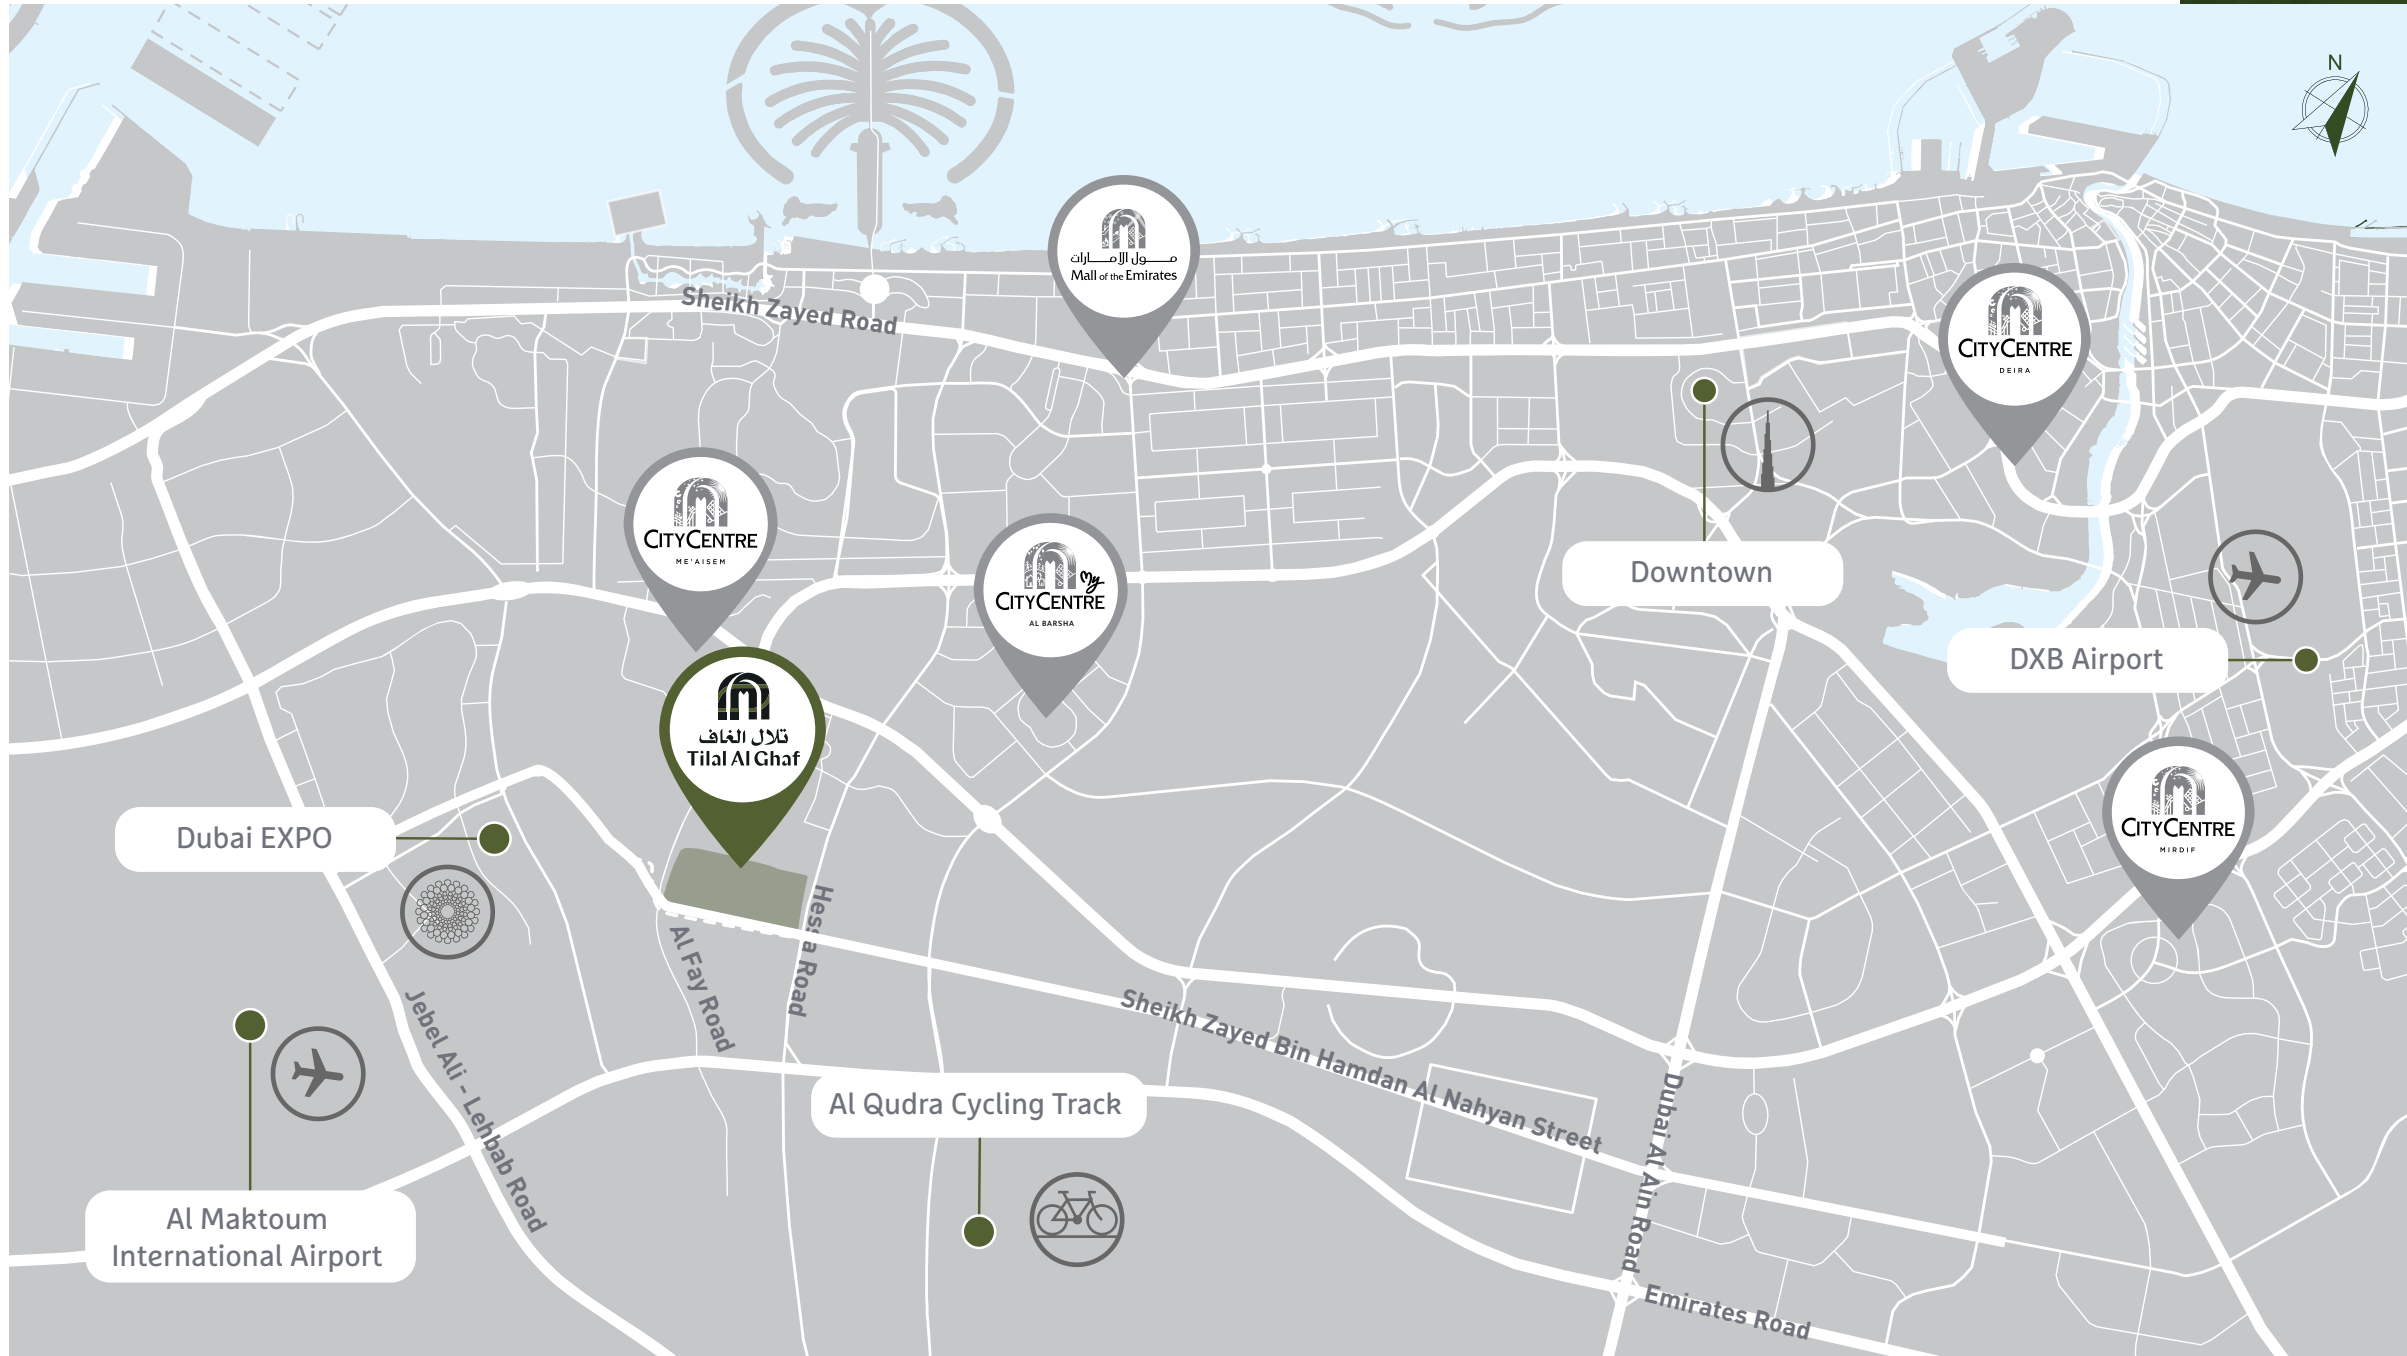 N
مول الإمارات
Mall of the Emirates
Sheikh Zayed Road
CITY CENTRE
DEIRA
CITY CENTRE
ME'AISEM
My
CITY CENTRE
AL BARSHA
Downtown
DXB Airport
تلال الغاف
Tilal Al Ghaf
CITY CENTRE
MIRDIF
Dubai EXPO
Hessa Road
Al Fay Road
Jebel Ali - Lehbab Road
Sheikh Zayed Bin Hamdan Al Nahyan Street
Al Qudra Cycling Track
Dubai Al Ain Road
Al Maktoum
International Airport
Emirates Road